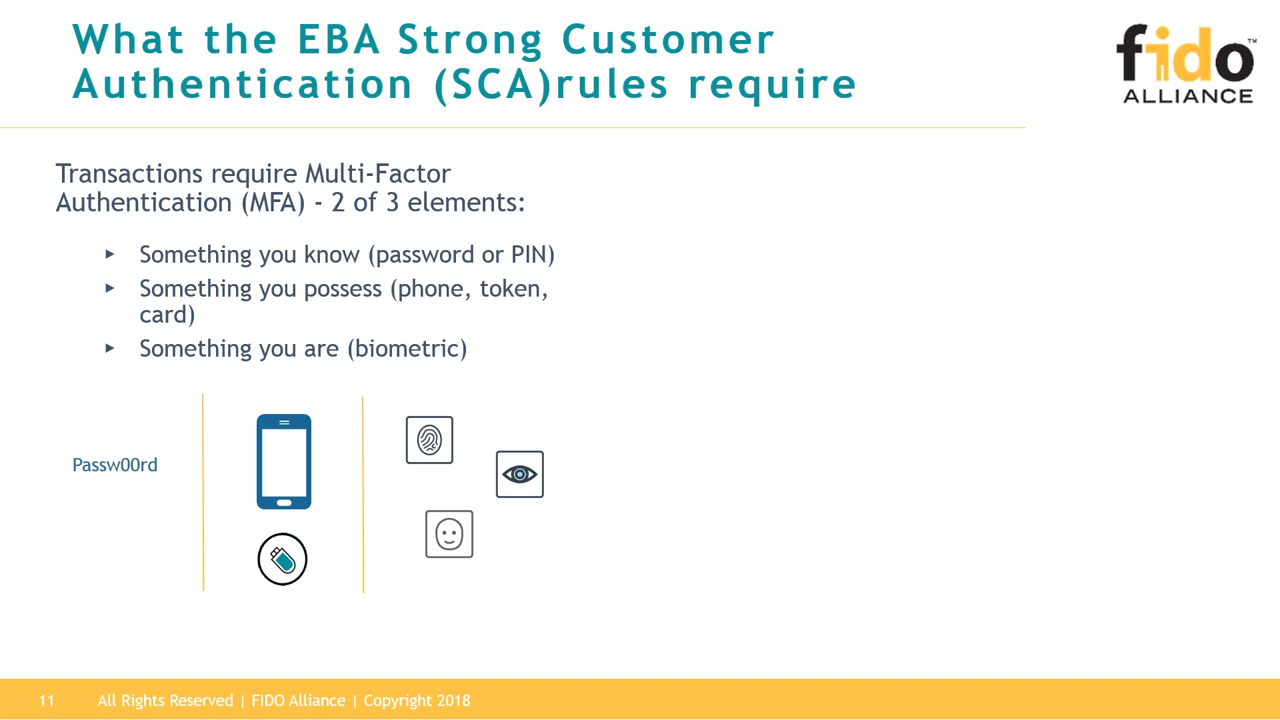 What the EBA Strong Customer
Authentication (SCA)rules require
fido™
ALLIANCE
Transactions require Multi-Factor
Authentication (MFA) - 2 of 3 elements:
▸ Something you know (password or PIN)
▸ Something you possess (phone, token,
card)
▸ Something you are (biometric)
Passw00rd
11 All Rights Reserved | FIDO Alliance | Copyright 2018